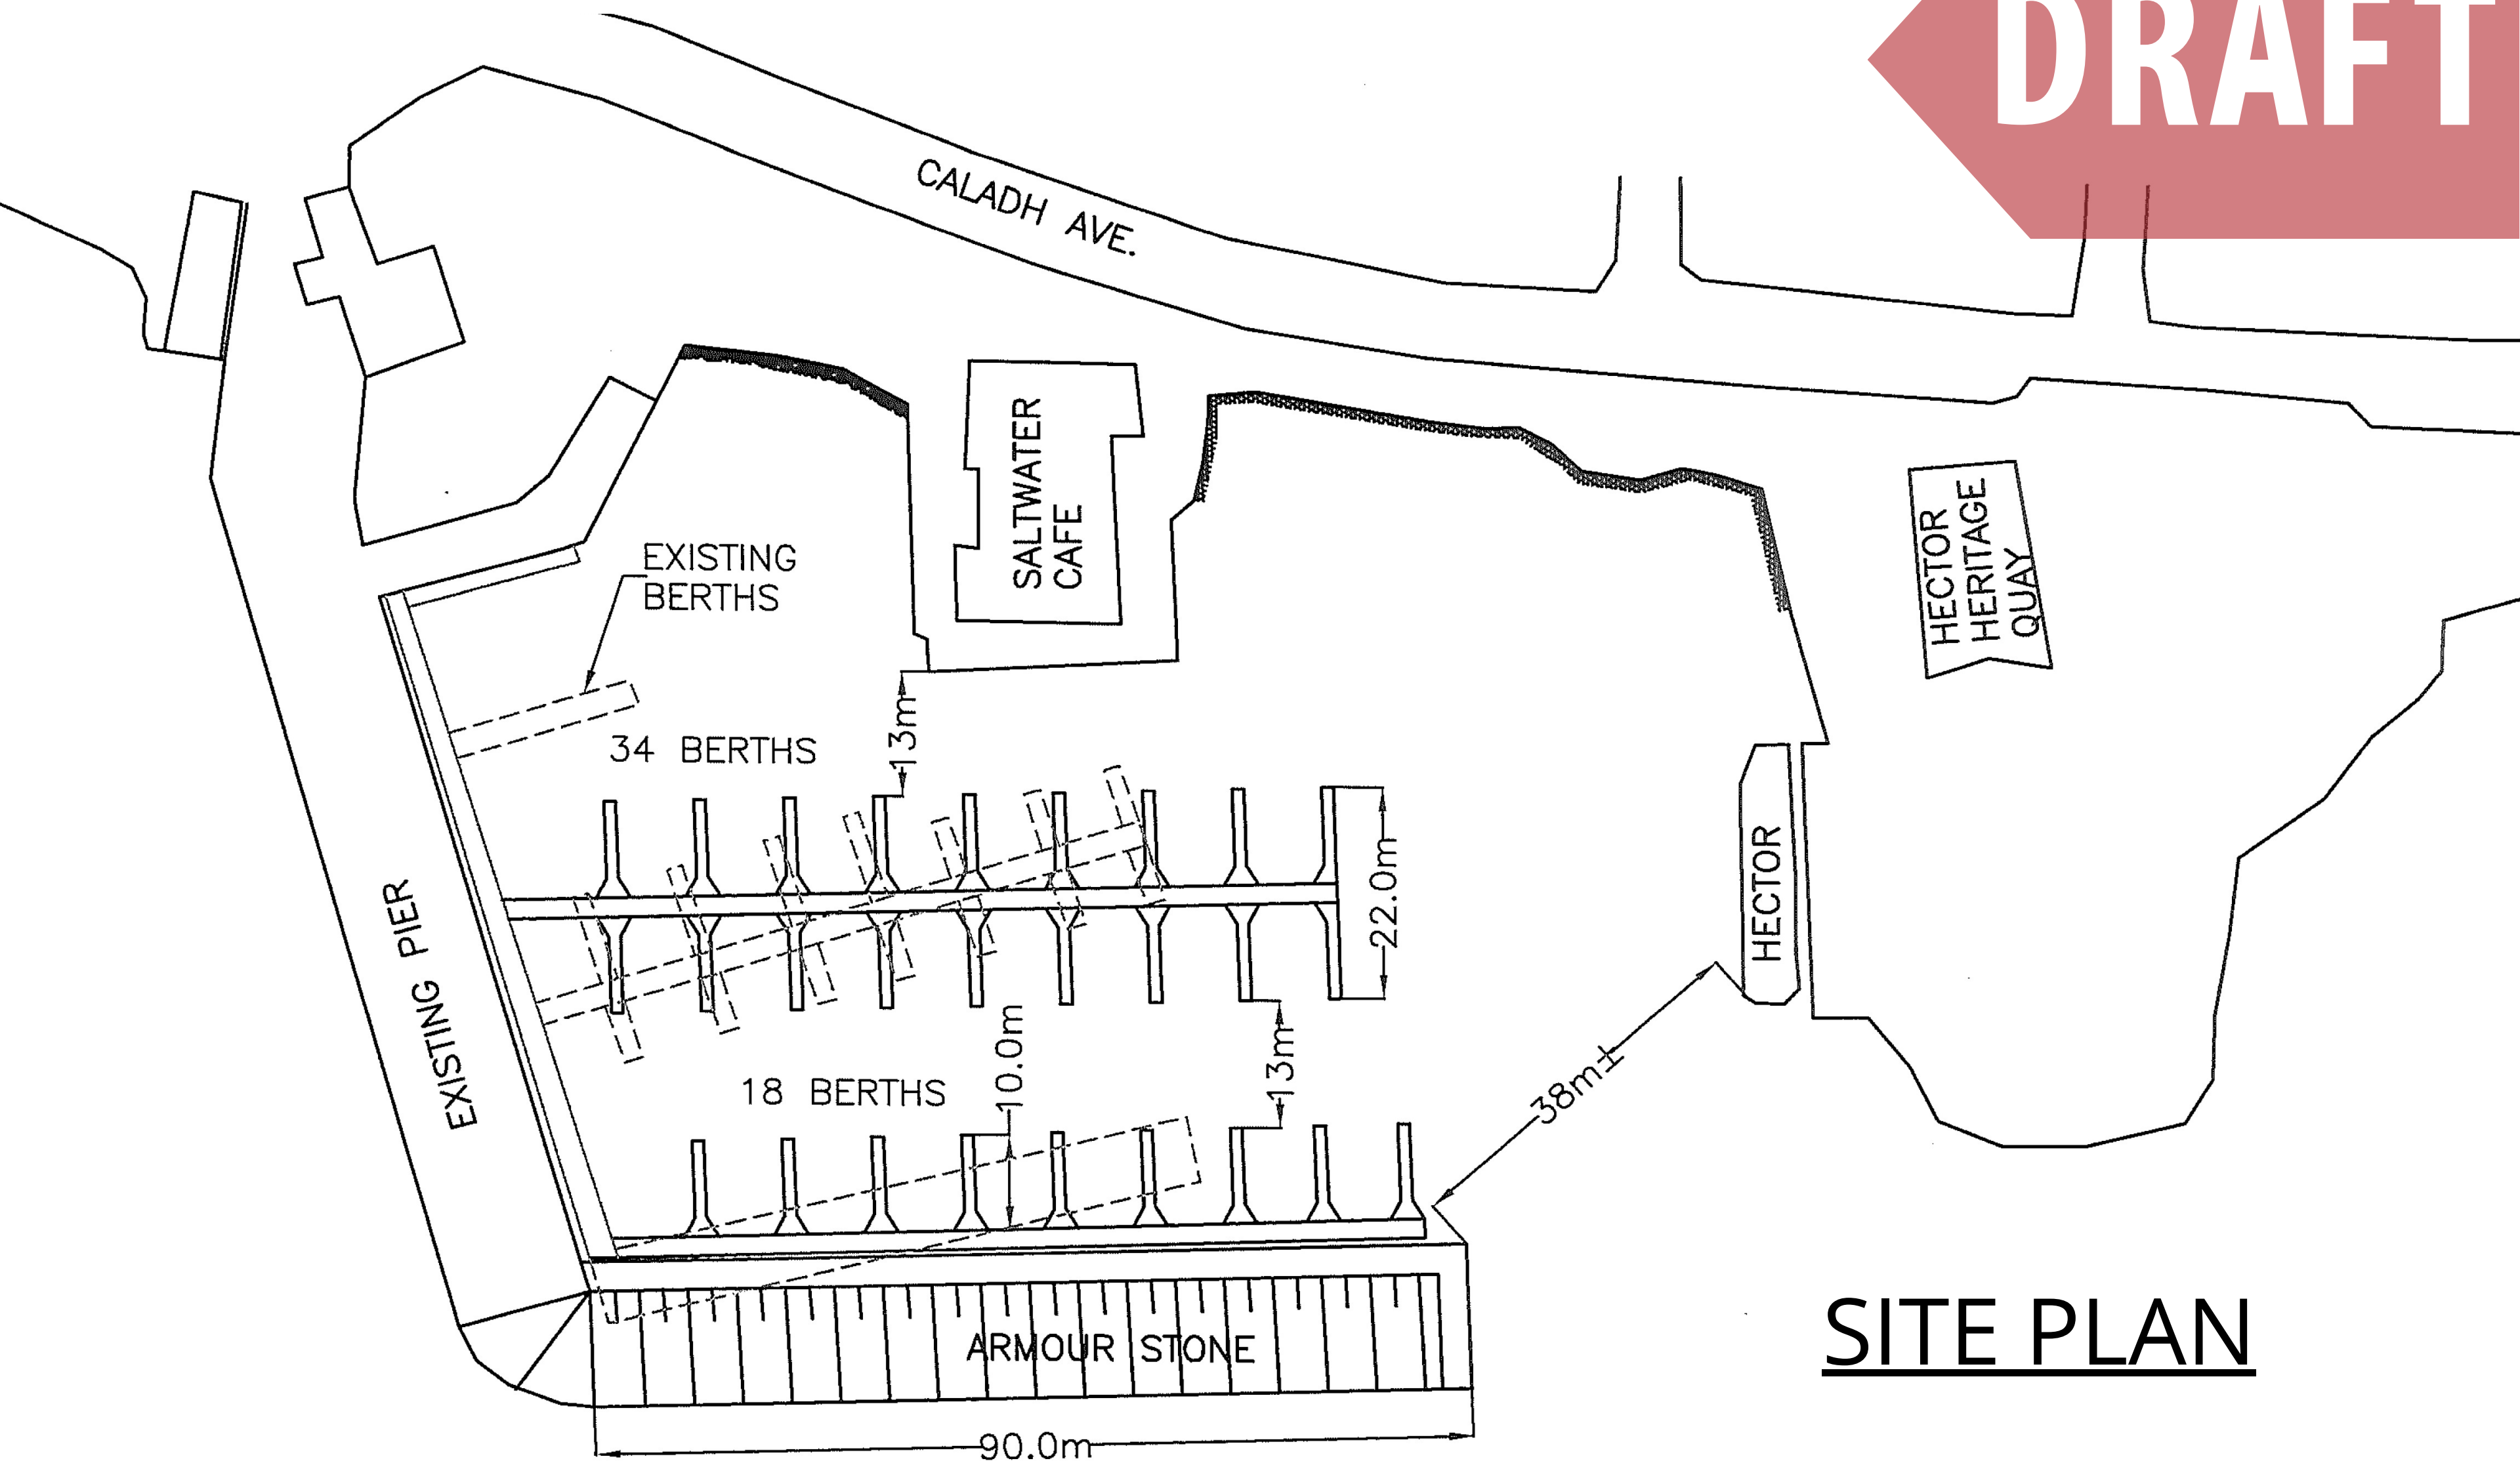 DRAFT
CALADH AVE.
SALTWATER
CAFE
HECTOR
HERITAGE
QUAY
EXISTING
BERTHS
34 BERTHS
13m
22.0m
HECTOR
EXISTING PIER
18 BERTHS
10.0m
13m
38m±
ARMOUR STONE
90.0m
SITE PLAN